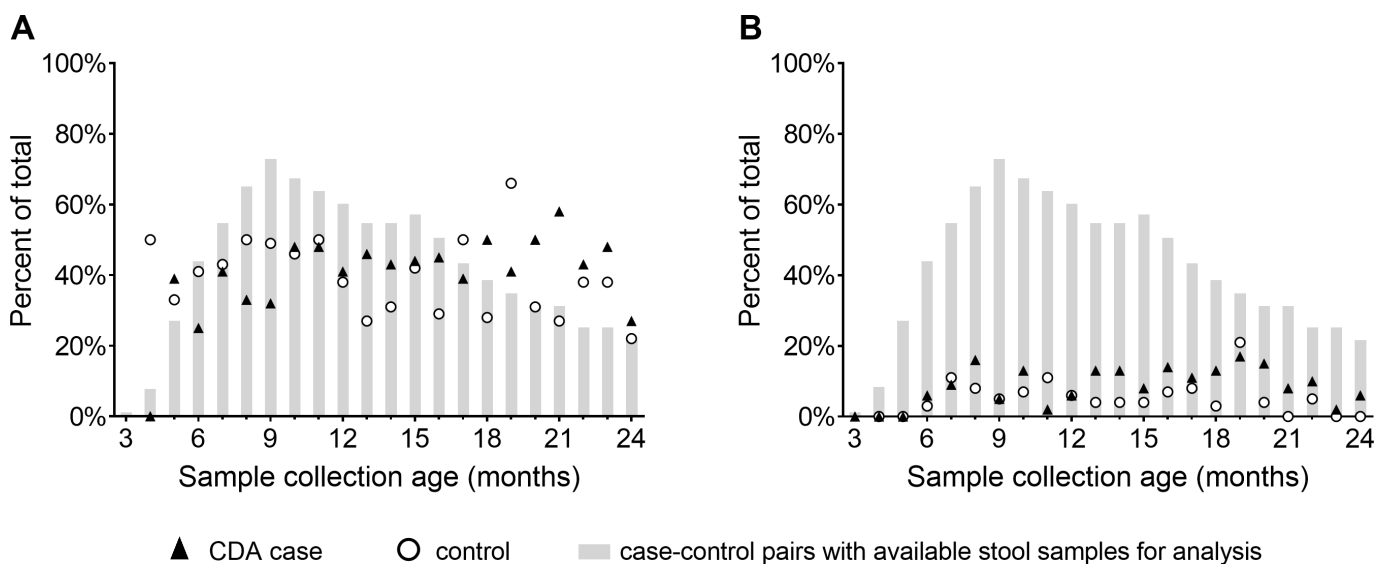 A
100%
80%
60%
40%
20%
0%
Percent of total
3 6 9 12 15 18 21 24
Sample collection age (months)
B
100%
80%
60%
40%
20%
0%
Percent of total
3 6 9 12 15 18 21 24
Sample collection age (months)
CDA case control case-control pairs with available stool samples for analysis